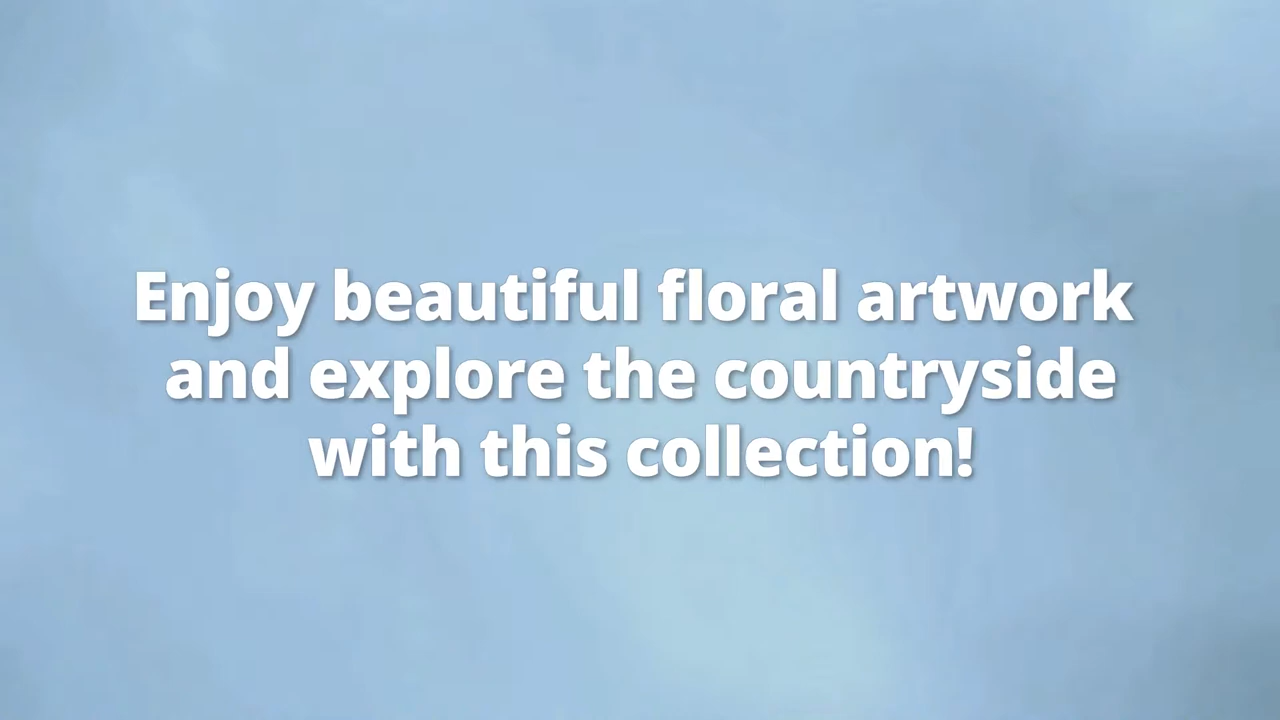 Enjoy beautiful floral artwork
and explore the countryside
with this collection!